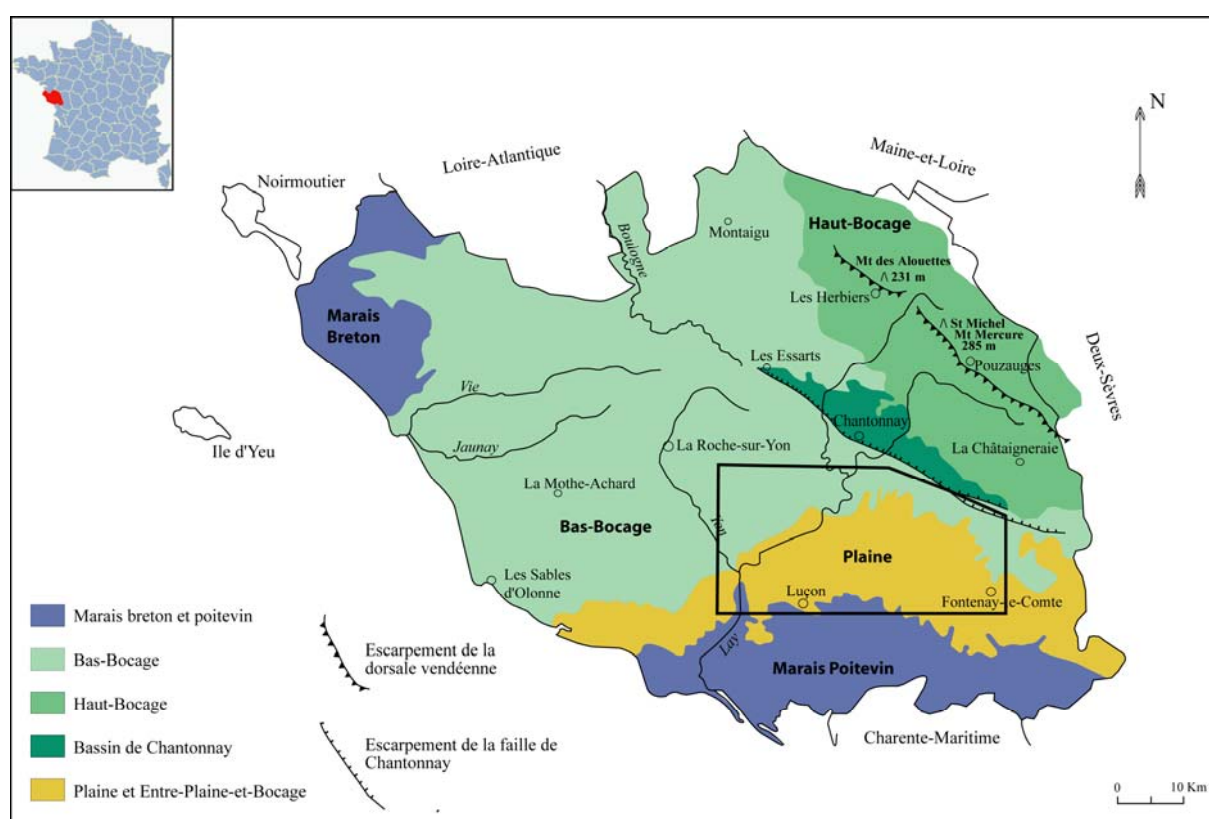 N
Loire-Atlantique
Maine-et-Loire
Noirmoutier
Boulogne
Montaigu
Haut-Bocage
Mt des Alouettes
231 m
Les Herbiers
Marais
Breton
St Michel
Mt Mercure
285 m
Pouzauges
Deux-Sèvres
Les Essarts
Vie
Chantonnay
Ile d'Yeu
Jaunay
La Roche-sur-Yon
La Châtaigneraie
La Mothe-Achard
Bas-Bocage
Yon
Plaine
Les Sables
d'Olonne
Luçon
Fontenay-le-Comte
Lay
Marais Poitevin
Charente-Maritime
Marais breton et poitevin
Bas-Bocage
Haut-Bocage
Bassin de Chantonnay
Plaine et Entre-Plaine-et-Bocage
Escarpement de la
dorsale vendéenne
Escarpement de la faille de
Chantonnay
0 10 Km